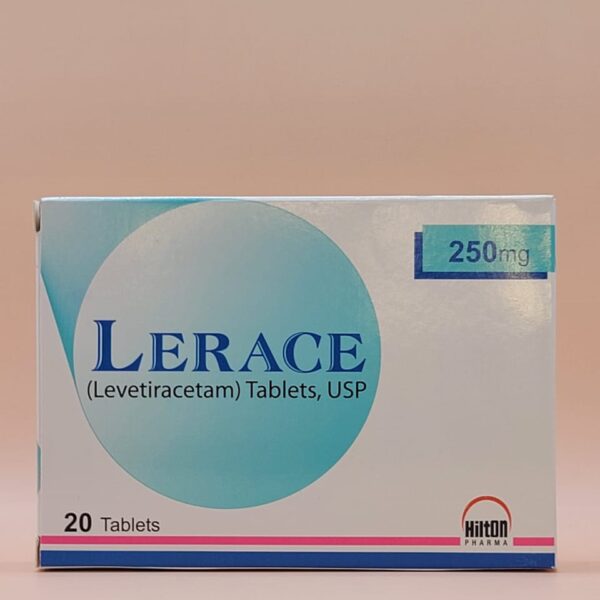 250mg
LERACE
(Levetiracetam) Tablets, USP
20 Tablets
HiltOn
PHARMA